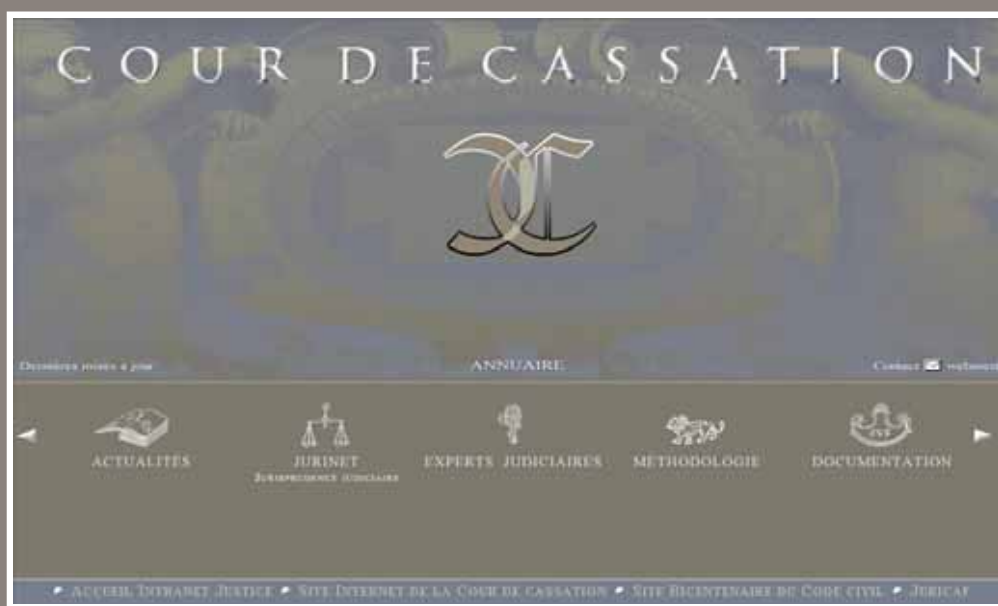 COUR DE CASSATION
Dernières mises à jour
ANNUAIRE
Contact
ACTUALITÉS
JURINET
JURISPRUDENCE JUDICIAIRE
EXPERTS JUDICIAIRES
MÉTHODOLOGIE
DOCUMENTATION
• ACCUEIL INTRANET JUSTICE • SITE INTERNET DE LA COUR DE CASSATION • SITE BICENTENAIRE DU CODE CIVIL • JURICAF